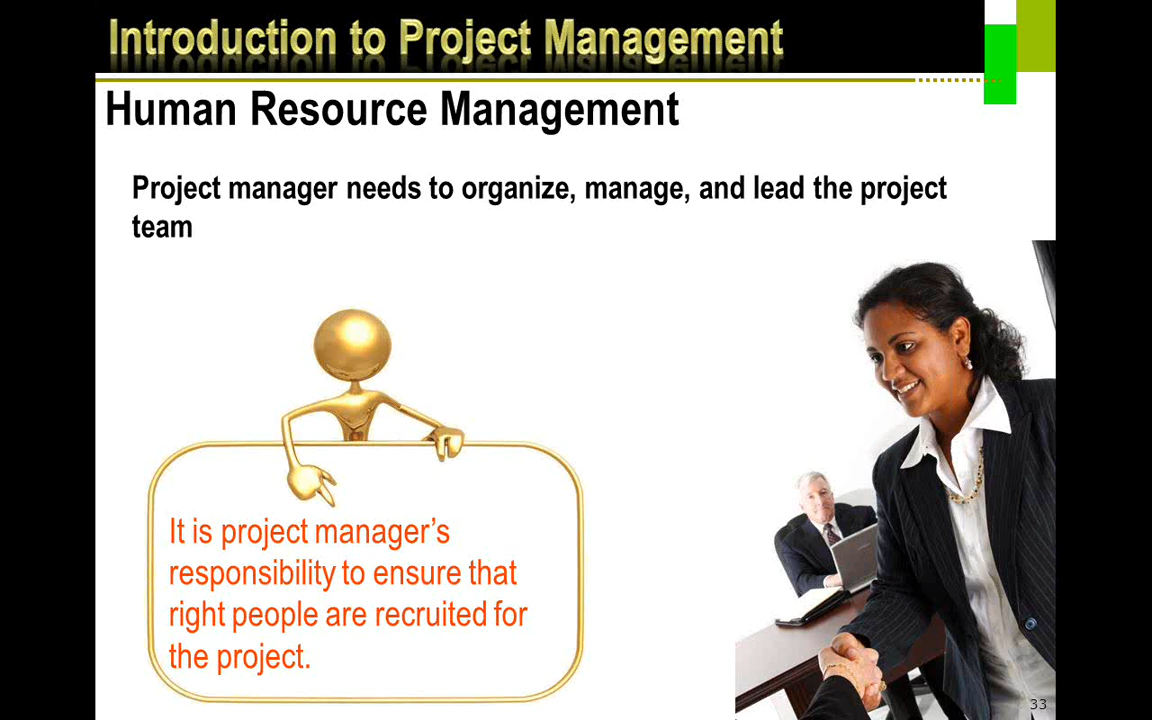 Introduction to Project Management
Human Resource Management
Project manager needs to organize, manage, and lead the project
team
It is project manager’s
responsibility to ensure that
right people are recruited for
the project.
33